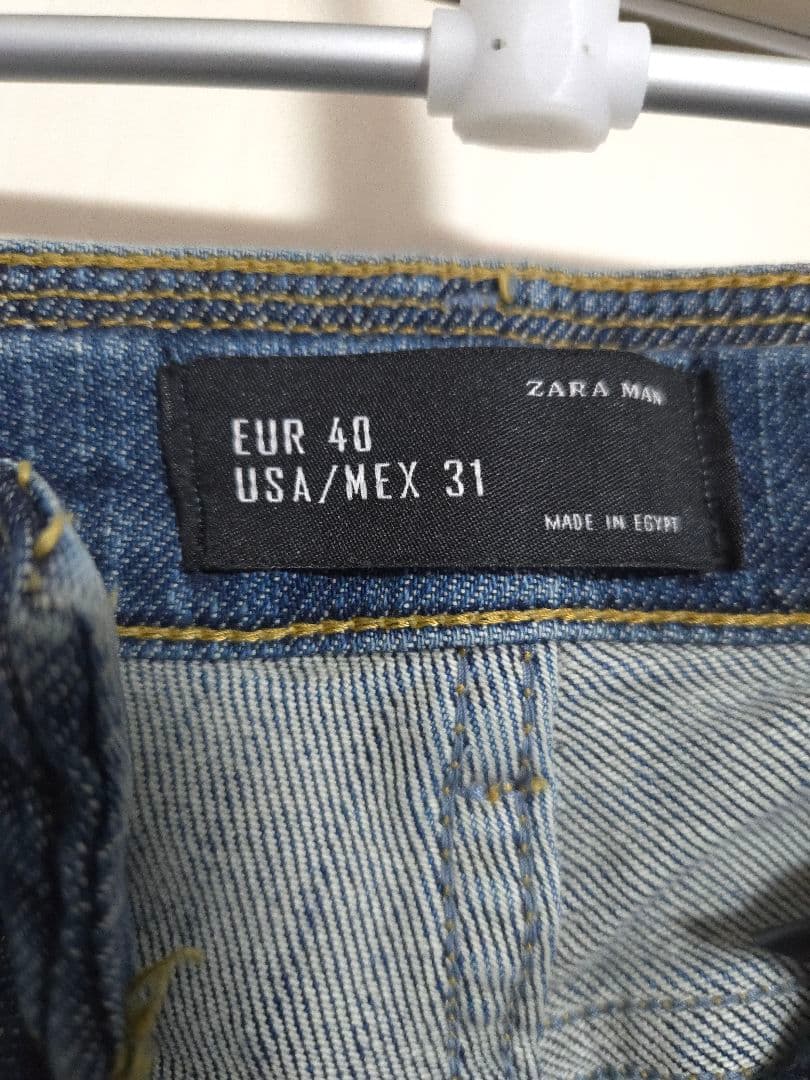 ZARA MAN
EUR 40
USA/MEX 31
MADE IN EGYPT